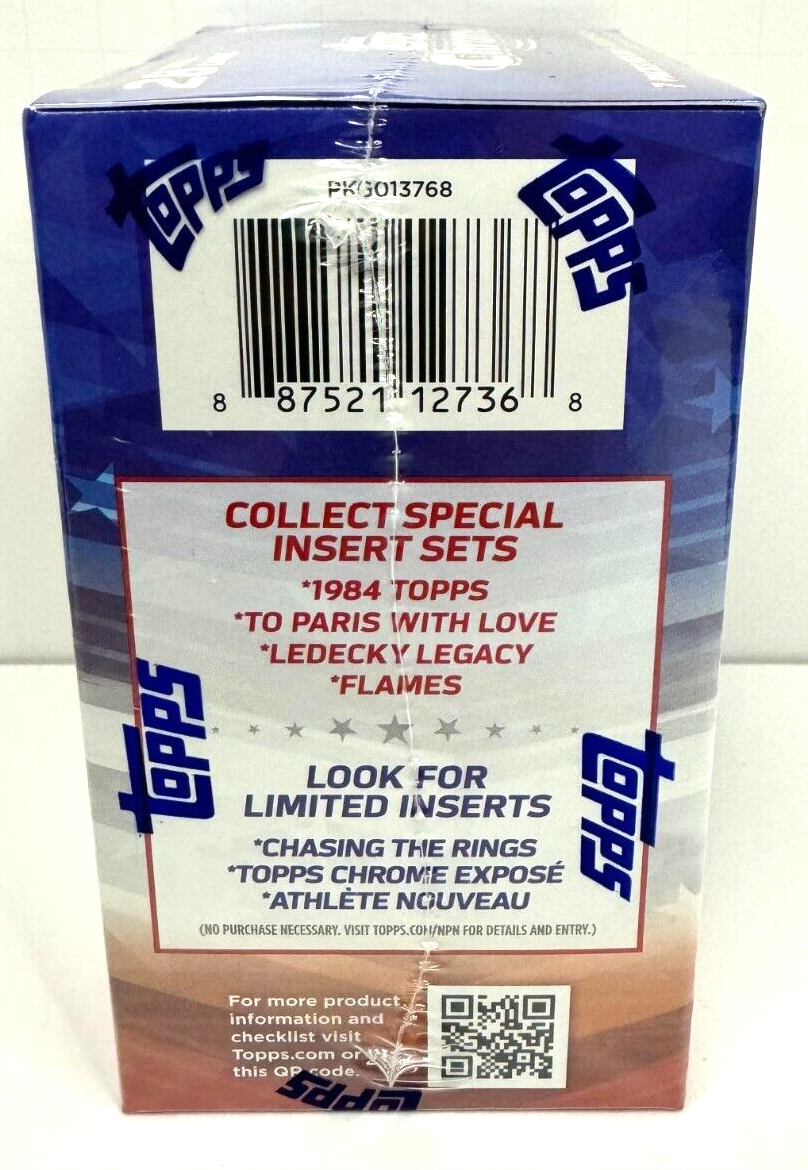 Topps
Topps
PKG013768
8 87521 12736 8
COLLECT SPECIAL
INSERT SETS
*1984 TOPPS
*TO PARIS WITH LOVE
*LEDECKY LEGACY
*FLAMES
Topps
Topps
LOOK FOR
LIMITED INSERTS
*CHASING THE RINGS
*TOPPS CHROME EXPOSÉ
*ATHLÈTE NOUVEAU
(NO PURCHASE NECESSARY. VISIT TOPPS.COM/NPN FOR DETAILS AND ENTRY.)
For more product
information and
checklist visit
Topps.com or
this QR code.
Topps